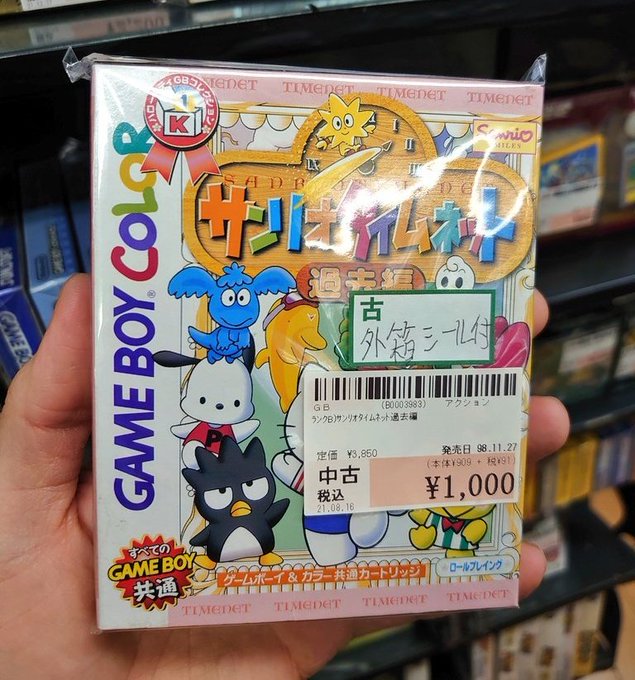 TIMENET TIMENET TIMENET TIMENET
K
Sanrio
SMILES
サンリオタイムネット
過去編
GAME BOY COLOR
古
外箱シール付
GB (B0003983) アクション
ランクB)サンリオタイムネット過去編
定価 ¥3,850 発売日 98.11.27
(本体¥909 + 税¥91)
中古
税込
¥1,000
21.08.16
P
すべての
GAME BOY
共通
ゲームボーイ&カラー共通カートリッジ
ロールプレイング
TIMENET TIMENET TIMENET TIMENET